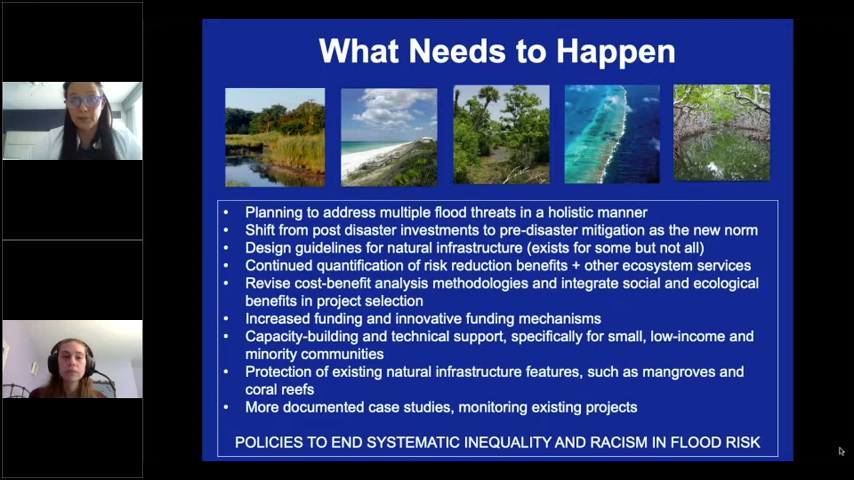 What Needs to Happen
• Planning to address multiple flood threats in a holistic manner
• Shift from post disaster investments to pre-disaster mitigation as the new norm
• Design guidelines for natural infrastructure (exists for some but not all)
• Continued quantification of risk reduction benefits + other ecosystem services
• Revise cost-benefit analysis methodologies and integrate social and ecological
benefits in project selection
• Increased funding and innovative funding mechanisms
• Capacity-building and technical support, specifically for small, low-income and
minority communities
• Protection of existing natural infrastructure features, such as mangroves and
coral reefs
• More documented case studies, monitoring existing projects
POLICIES TO END SYSTEMATIC INEQUALITY AND RACISM IN FLOOD RISK